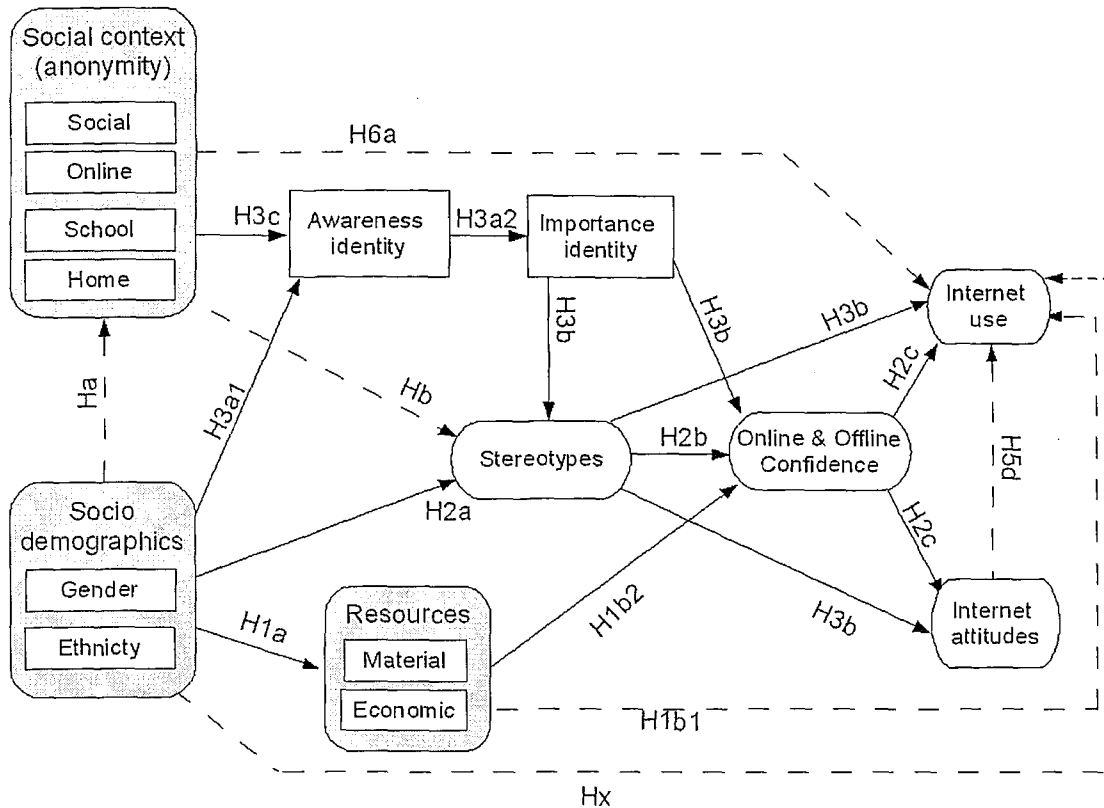 Social context
(anonymity)
Social
Online
School
Home
H6a
H3c
Awareness
identity
H3a2
Importance
identity
H3b
H3b
H3b
Internet
use
Ha
H3a1
Hb
H2c
Stereotypes
H2b
Online & Offline
Confidence
H5d
H2a
H2c
Socio
demographics
Gender
Ethnicty
H1a
Resources
Material
Economic
H1b2
H3b
Internet
attitudes
H1b1
Hx